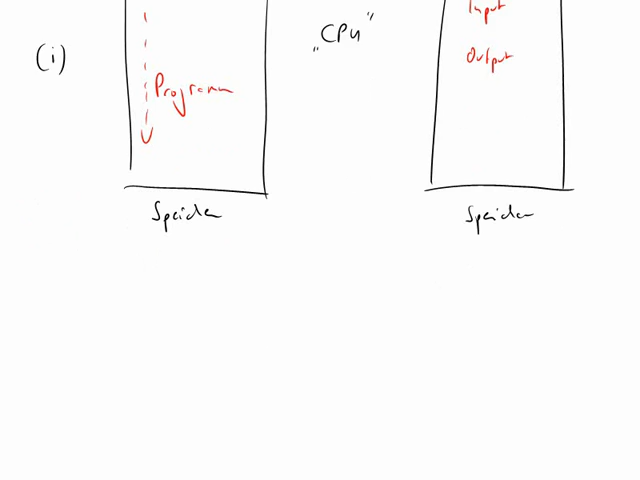 Input
„CPU”
(i)
Output
Programm
Speicher
Speicher